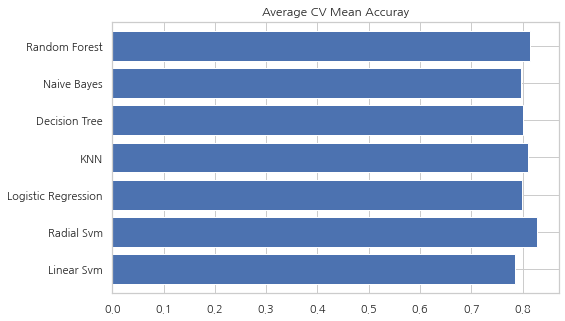 Average CV Mean Accuray
Random Forest
Naive Bayes
Decision Tree
KNN
Logistic Regression
Radial Svm
Linear Svm
0.0 0.1 0.2 0.3 0.4 0.5 0.6 0.7 0.8